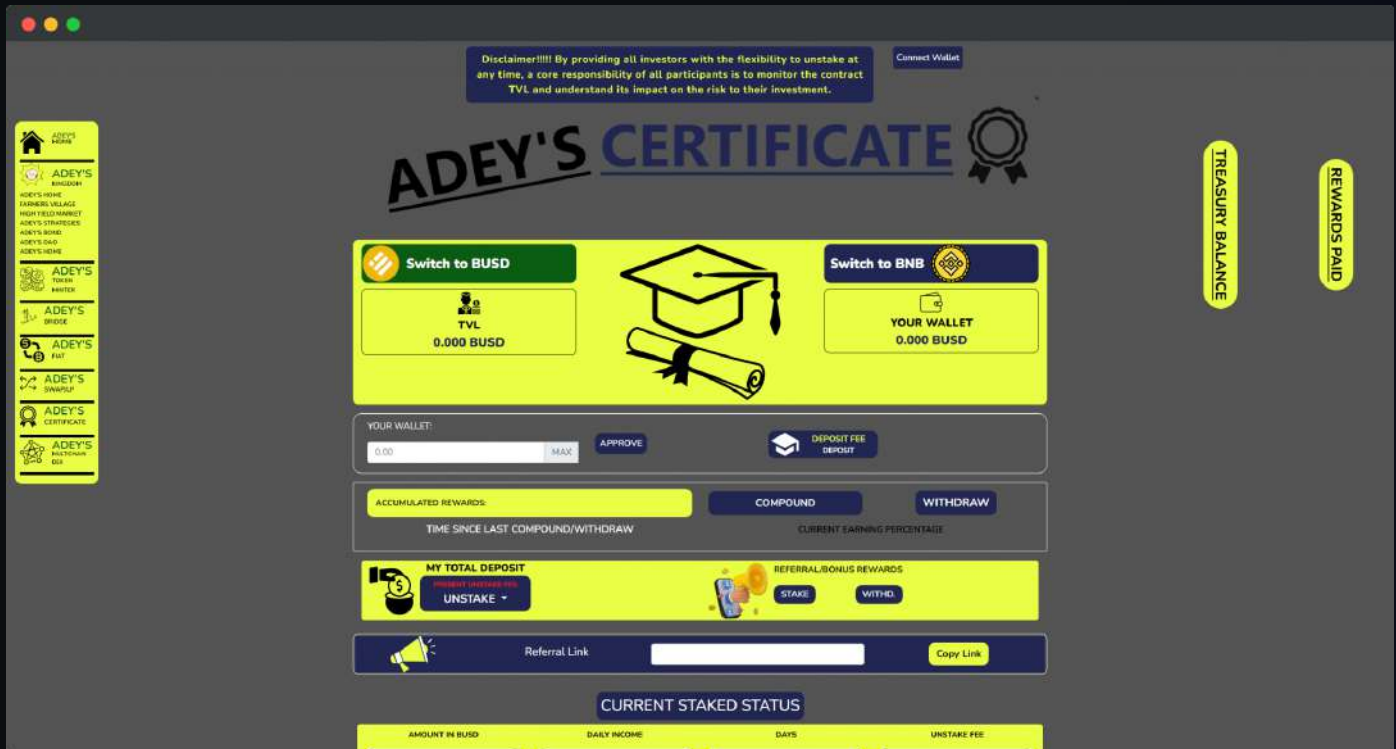 Disclaimer!!!!! By providing all investors with the flexibility to unstake at
any time, a core responsibility of all participants is to monitor the contract
TVL and understand its impact on the risk to their investment.
Connect Wallet
ADEY'S CERTIFICATE
ADEY'S
HOME
ADEY'S
KINGDOM
ADEY'S HOME
FARMERS VILLAGE
HIGH YIELD MARKET
ADEY'S STRATEGIES
ADEY'S BOND
ADEY'S DAO
ADEY'S HOME
ADEY'S
TOKEN
MINTER
ADEY'S
BRIDGE
ADEY'S
FIAT
ADEY'S
SWAP/LP
ADEY'S
CERTIFICATE
ADEY'S
MULTICHAIN
DEX
Switch to BUSD
TVL
0.000 BUSD
Switch to BNB
YOUR WALLET
0.000 BUSD
TREASURY BALANCE
REWARDS PAID
YOUR WALLET:
0.00
MAX
APPROVE
DEPOSIT FEE
DEPOSIT
ACCUMULATED REWARDS:
COMPOUND
WITHDRAW
TIME SINCE LAST COMPOUND/WITHDRAW
CURRENT EARNING PERCENTAGE
MY TOTAL DEPOSIT
PRESENT UNSTAKE FEE
UNSTAKE
REFERRAL/BONUS REWARDS
STAKE
WITHD.
Referral Link
Copy Link
CURRENT STAKED STATUS
AMOUNT IN BUSD
DAILY INCOME
DAYS
UNSTAKE FEE